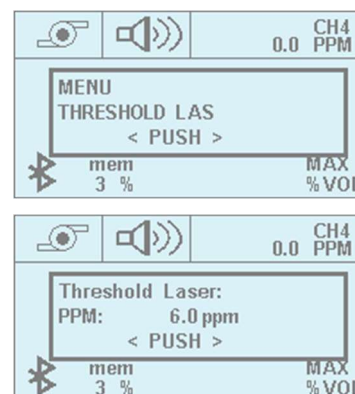 CH4
0.0 PPM
MENU
THRESHOLD LAS
< PUSH >
mem MAX
3 % % VOL
CH4
0.0 PPM
Threshold Laser:
PPM: 6.0 ppm
< PUSH >
mem MAX
3 % % VOL